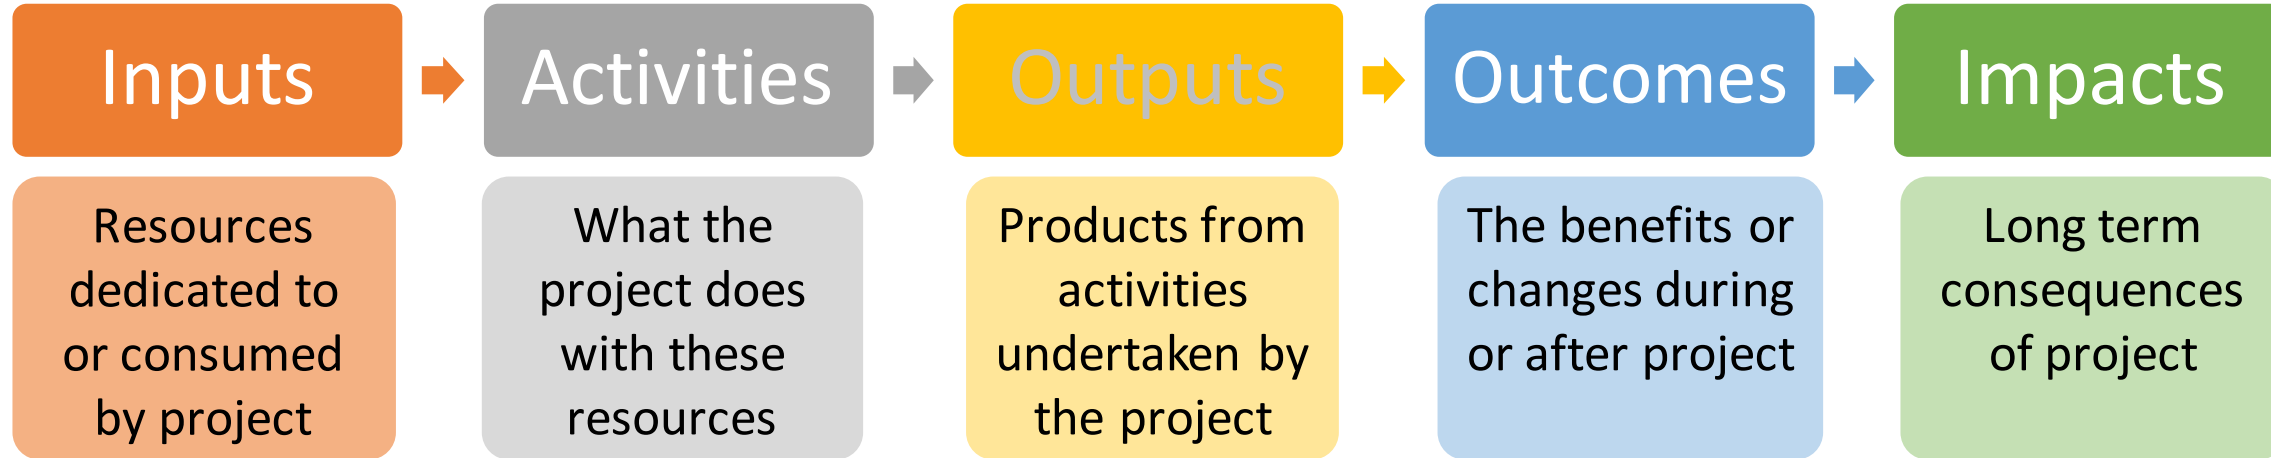 Inputs
Activities
Outputs
Outcomes
Impacts
Resources
dedicated to
or consumed
by project
What the
project does
with these
resources
Products from
activities
undertaken by
the project
The benefits or
changes during
or after project
Long term
consequences
of project